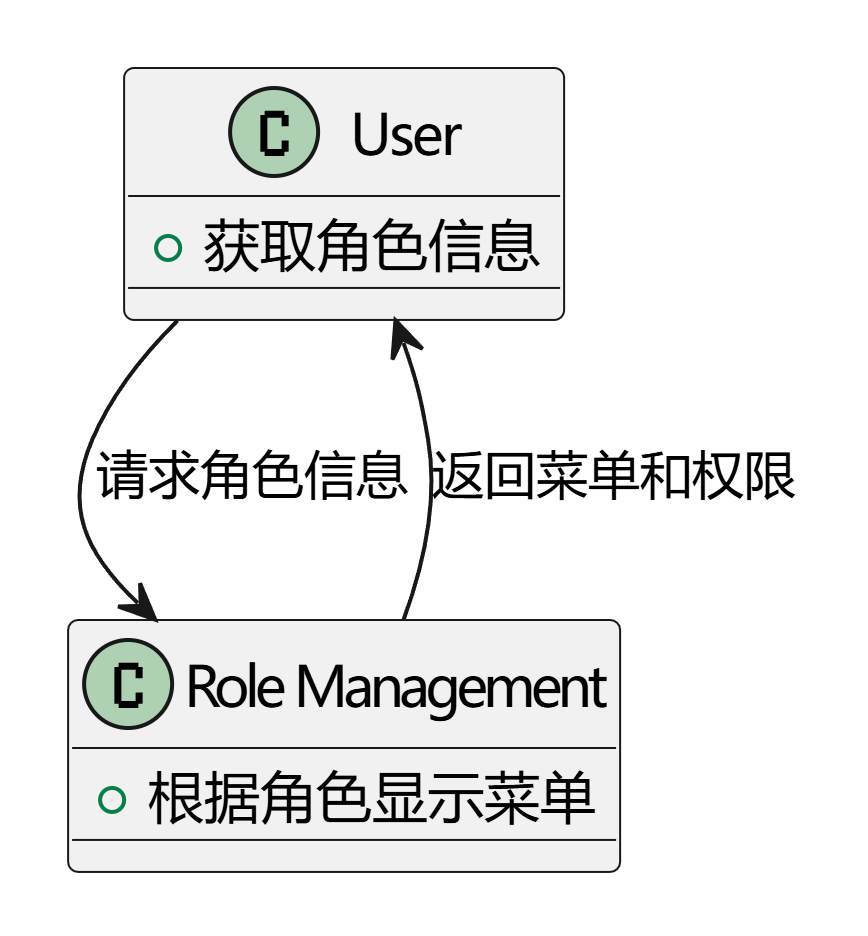 C User
获取角色信息
请求角色信息
返回菜单和权限
C Role Management
根据角色显示菜单